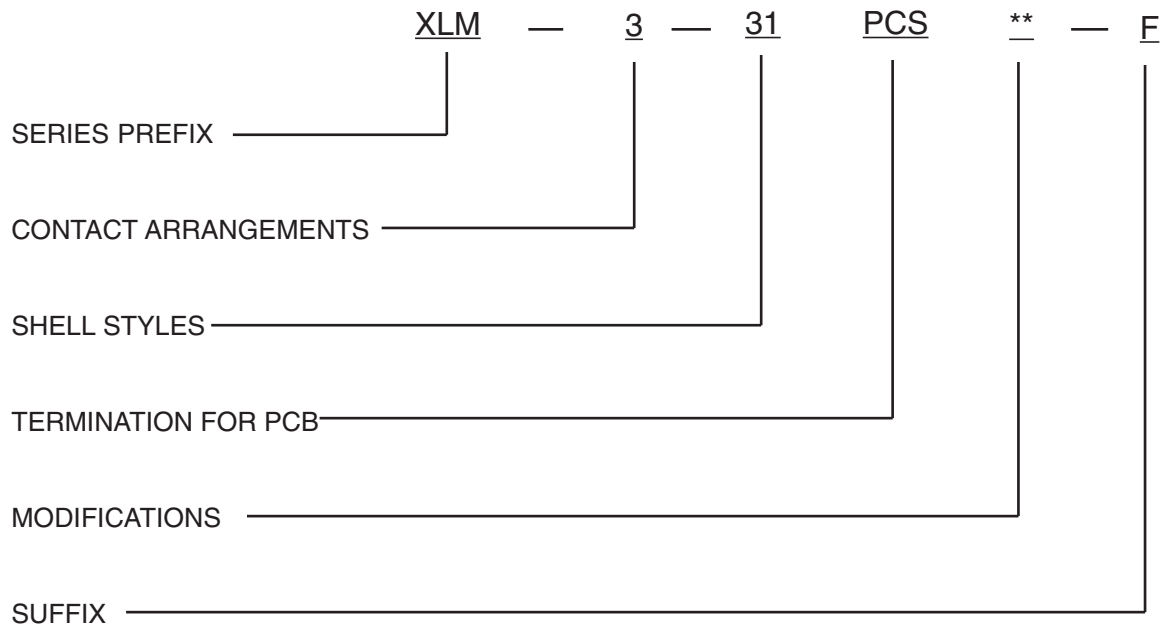 XLM — 3 — 31 PCS ** — F
SERIES PREFIX
CONTACT ARRANGEMENTS
SHELL STYLES
TERMINATION FOR PCB
MODIFICATIONS
SUFFIX